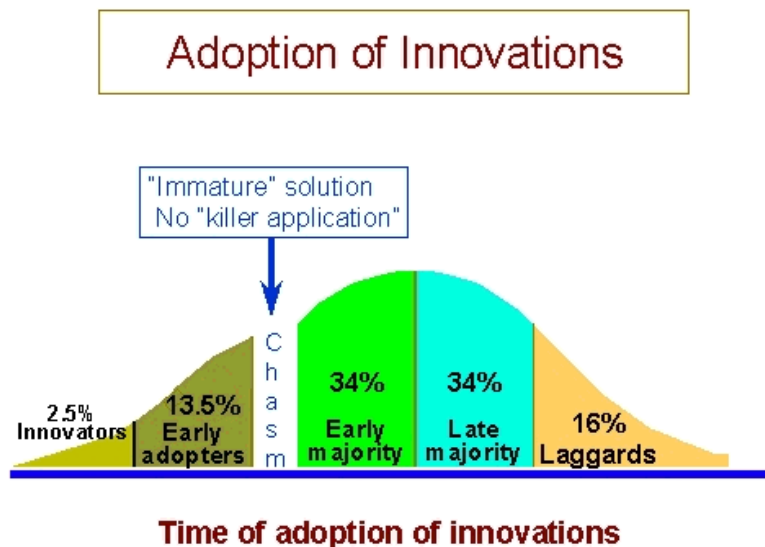 Adoption of Innovations
"Immature" solution
No "killer application"
Chasm
2.5%
Innovators
13.5%
Early
adopters
34%
Early
majority
34%
Late
majority
16%
Laggards
Time of adoption of innovations